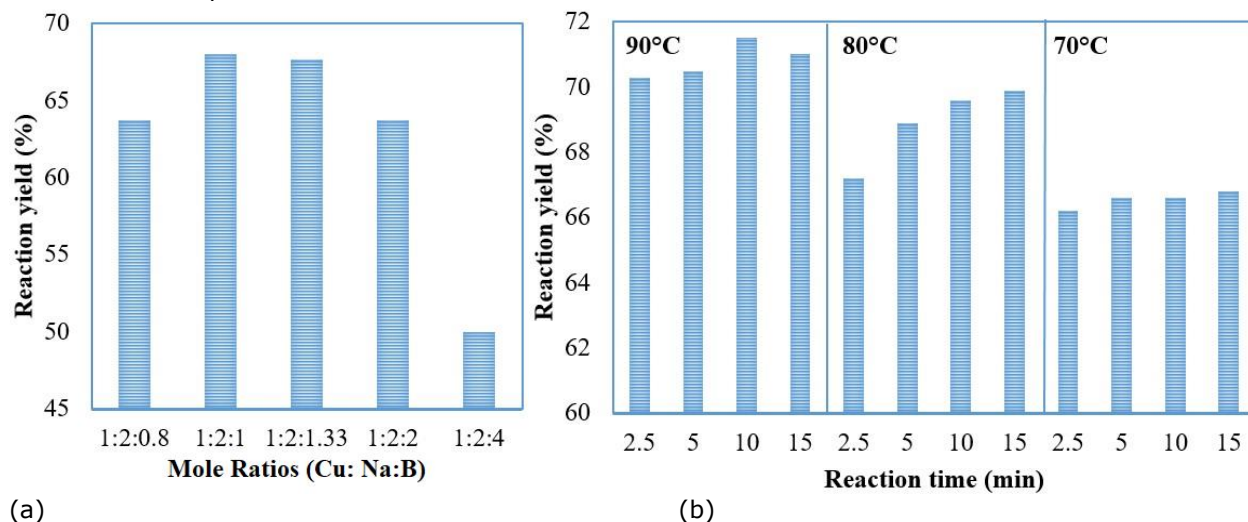 70
65
60
55
50
45
Reaction yield (%)
1:2:0.8 1:2:1 1:2:1.33 1:2:2 1:2:4
Mole Ratios (Cu: Na:B)
(a)
72
70
68
66
64
62
60
Reaction yield (%)
90°C 80°C 70°C
2.5 5 10 15 2.5 5 10 15 2.5 5 10 15
Reaction time (min)
(b)